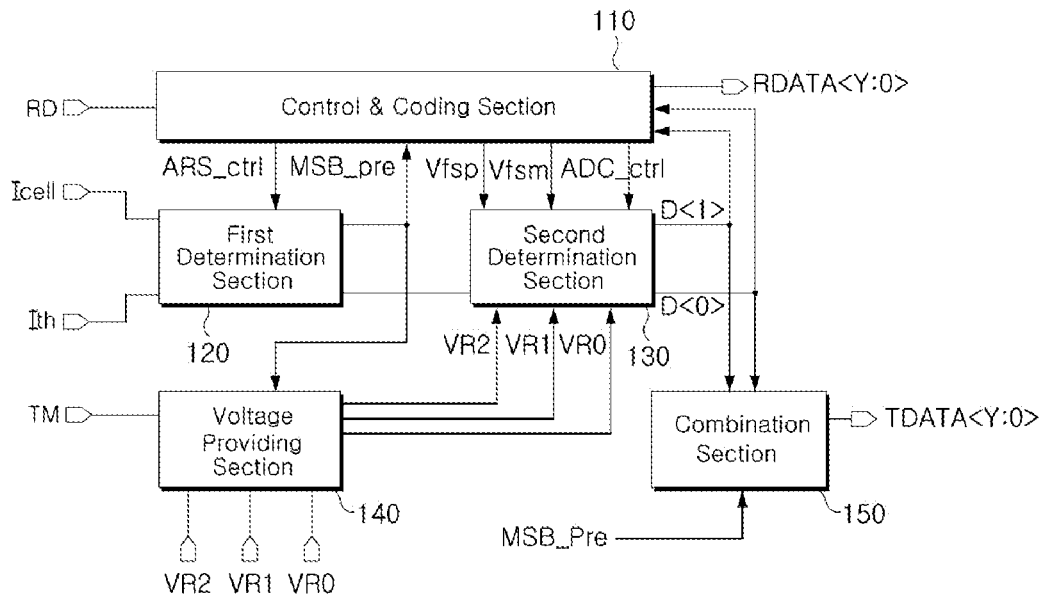 110
RD
Control & Coding Section
RDATA<Y:0>
ARS_ctrl
MSB_pre
Vfsp
Vfsm
ADC_ctrl
Icell
First
Determination
Section
Second
Determination
Section
D<1>
Ith
D<0>
120
VR2
VR1
VR0
130
TM
Voltage
Providing
Section
Combination
Section
TDATA<Y:0>
140
150
MSB_Pre
VR2
VR1
VR0